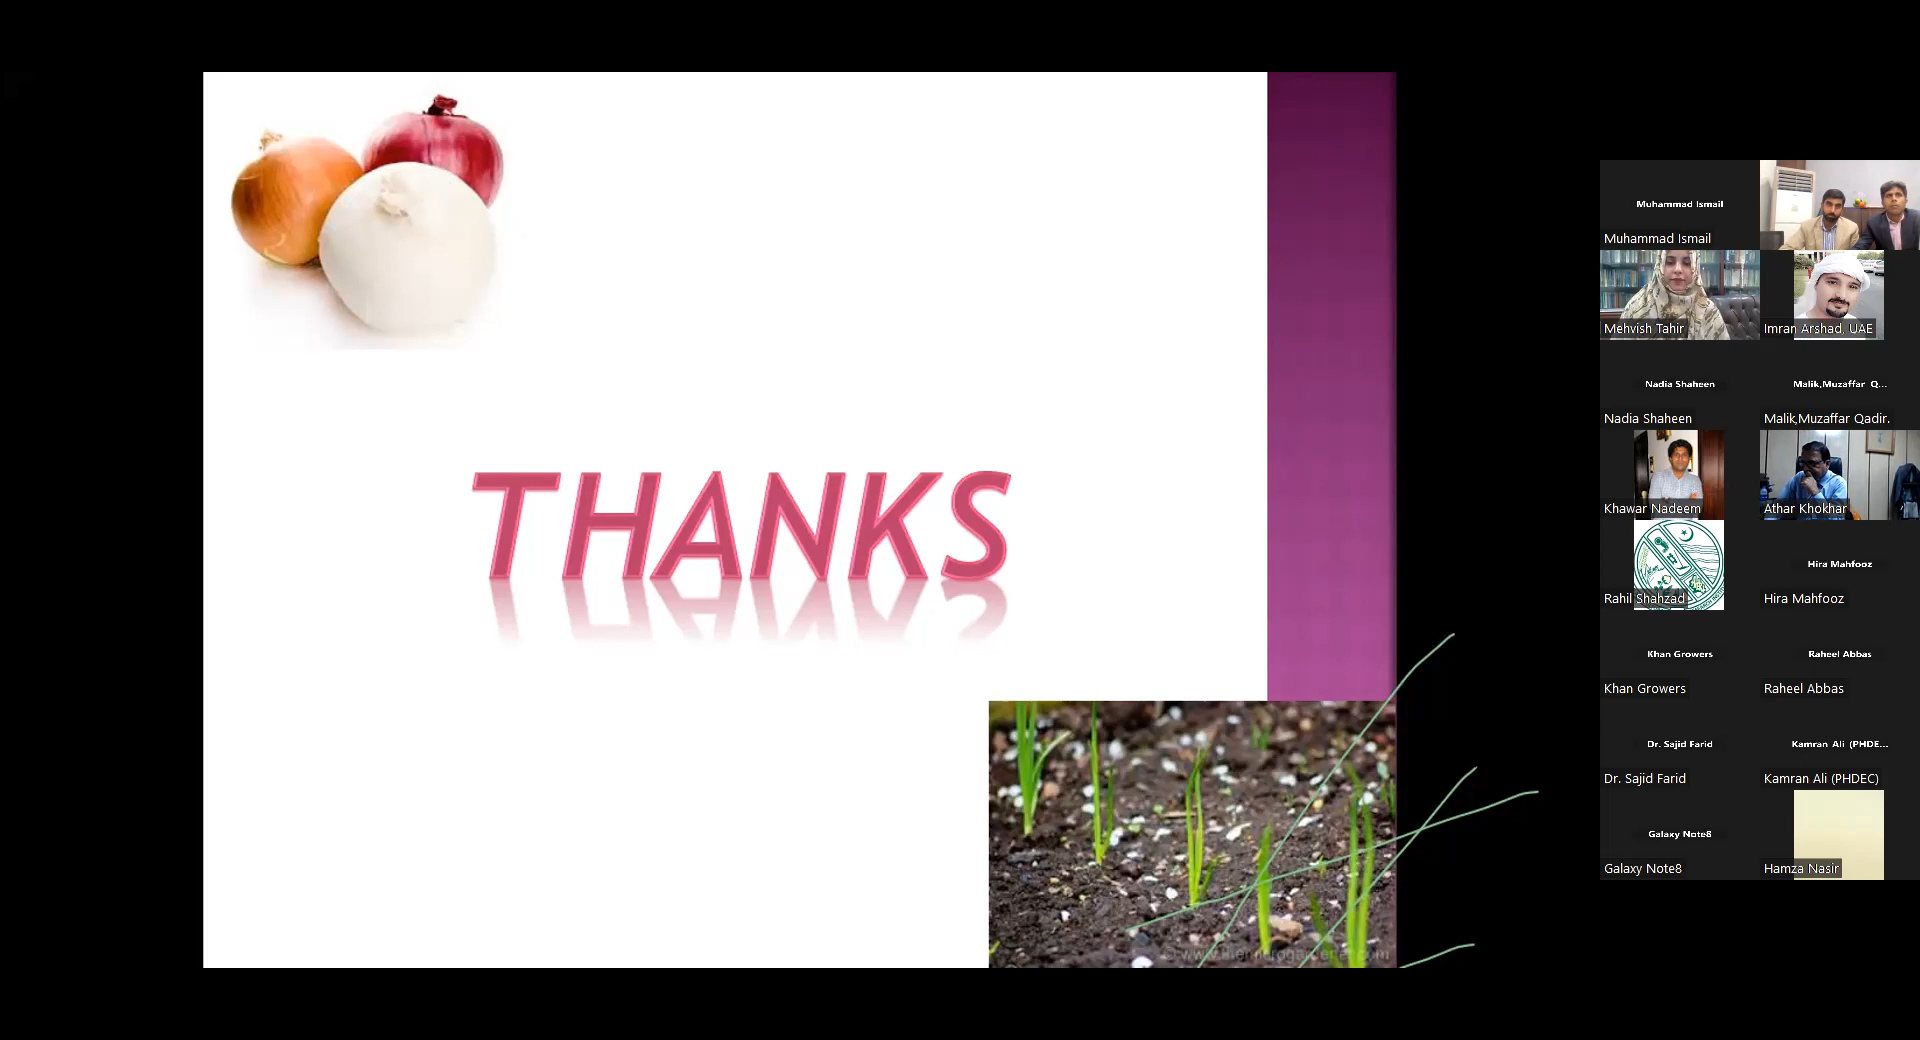 THANKS
Muhammad Ismail
Muhammad Ismail
Mehvish Tahir
Imran Arshad, UAE
Nadia Shaheen
Nadia Shaheen
Malik,Muzaffar Q...
Malik,Muzaffar Qadir.
Khawar Nadeem
Athar Khokhar
Rahil Shahzad
Hira Mahfooz
Hira Mahfooz
Khan Growers
Khan Growers
Raheel Abbas
Raheel Abbas
Dr. Sajid Farid
Dr. Sajid Farid
Kamran Ali (PHDE...
Kamran Ali (PHDEC)
Galaxy Note8
Galaxy Note8
Hamza Nasir